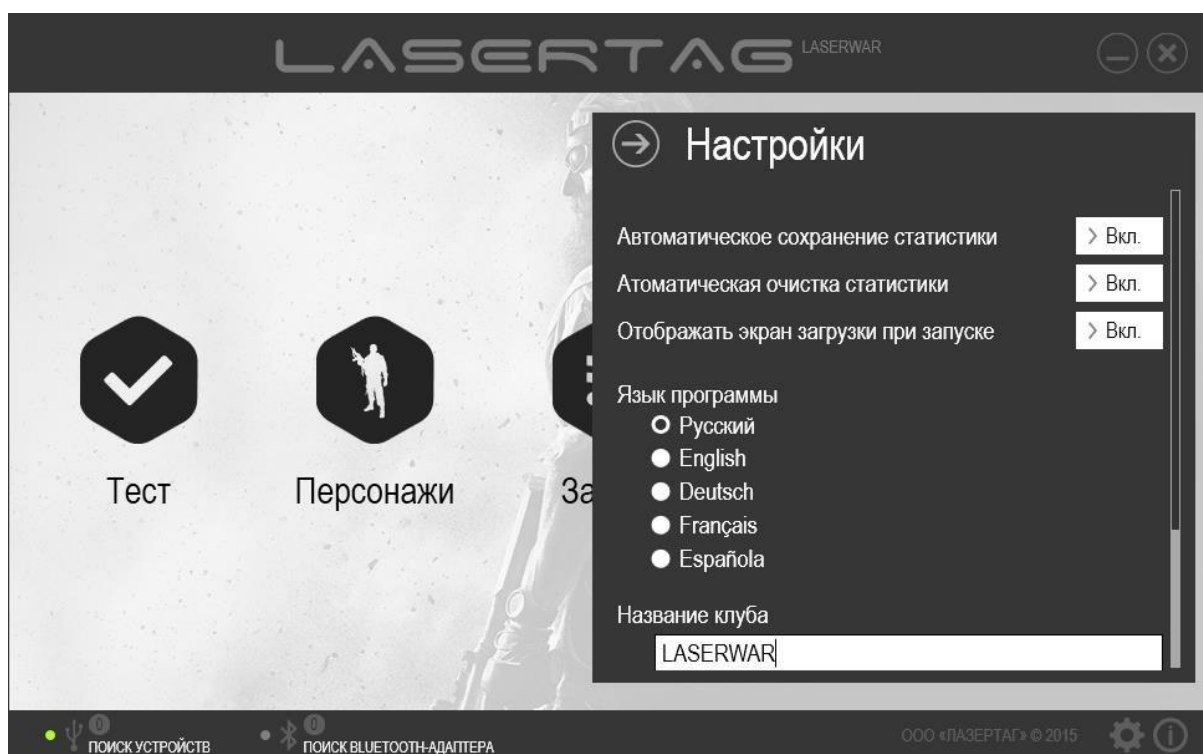 LASERTAG LASERWAR
Настройки
Автоматическое сохранение статистики > Вкл.
Атоматическая очистка статистики > Вкл.
Отображать экран загрузки при запуске > Вкл.
Язык программы
Русский
English
Deutsch
Français
Española
Название клуба
LASERWAR
Тест
Персонажи
За
0
ПОИСК УСТРОЙСТВ
0
ПОИСК BLUETOOTH-АДАПТЕРА
ООО «ЛАЗЕРТАГ» © 2015